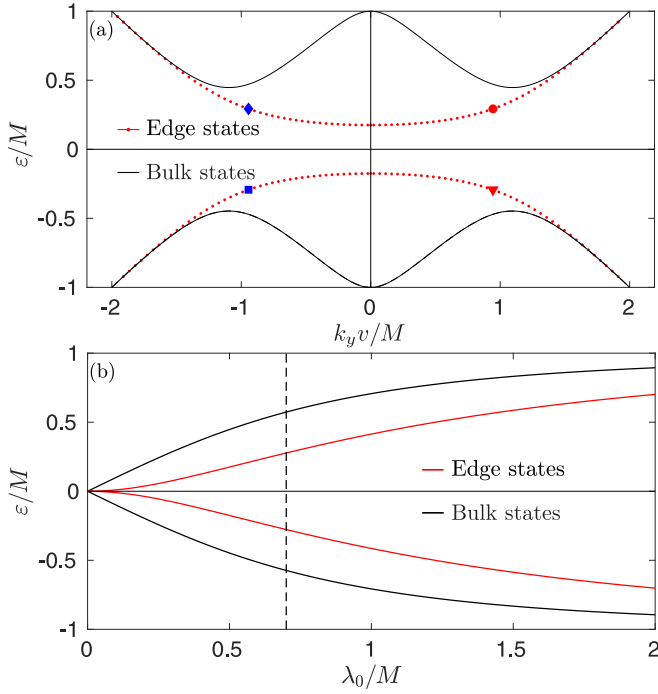 (a)
1
0.5
0
-0.5
-1
ε/M
Edge states
Bulk states
-2
-1
0
1
2
k_y v/M
(b)
1
0.5
0
-0.5
-1
ε/M
Edge states
Bulk states
0
0.5
1
1.5
2
λ_0/M